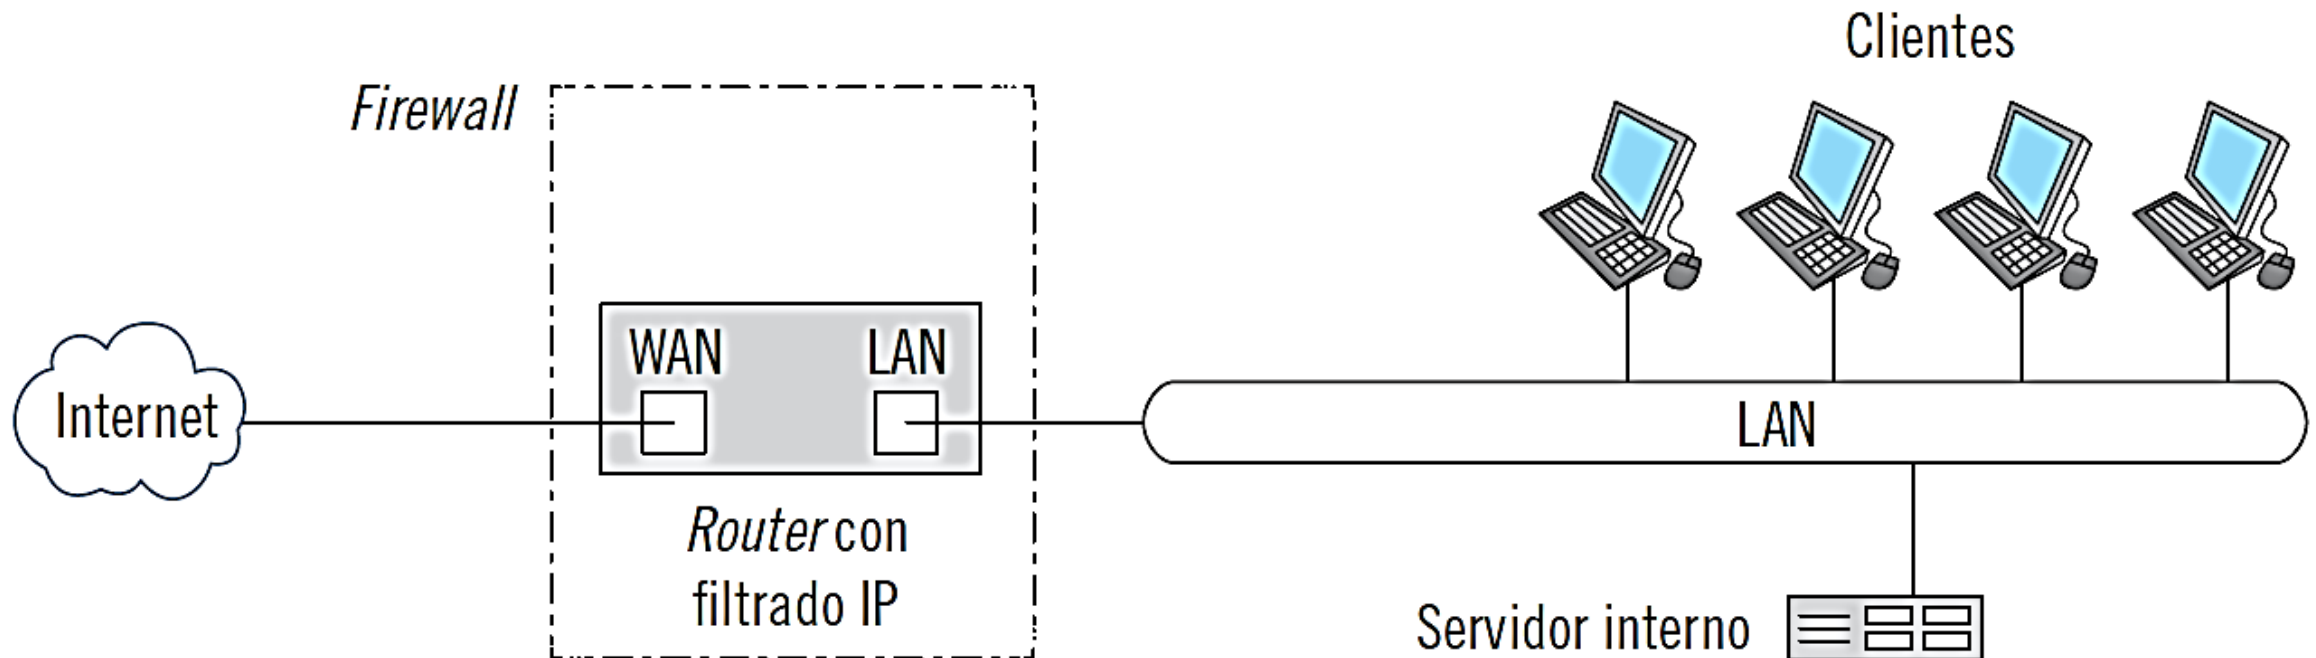 Clientes
Firewall
WAN
LAN
Internet
LAN
Router con
filtrado IP
Servidor interno